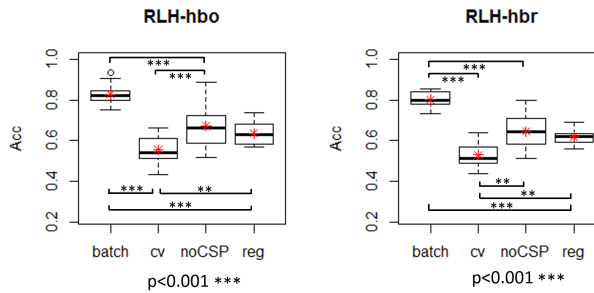 RLH-hbo
Acc
1.0
0.8
0.6
0.4
0.2
***
***
***
**
***
batch cv noCSP reg
p<0.001 ***
RLH-hbr
Acc
1.0
0.8
0.6
0.4
0.2
***
***
**
**
***
batch cv noCSP reg
p<0.001 ***